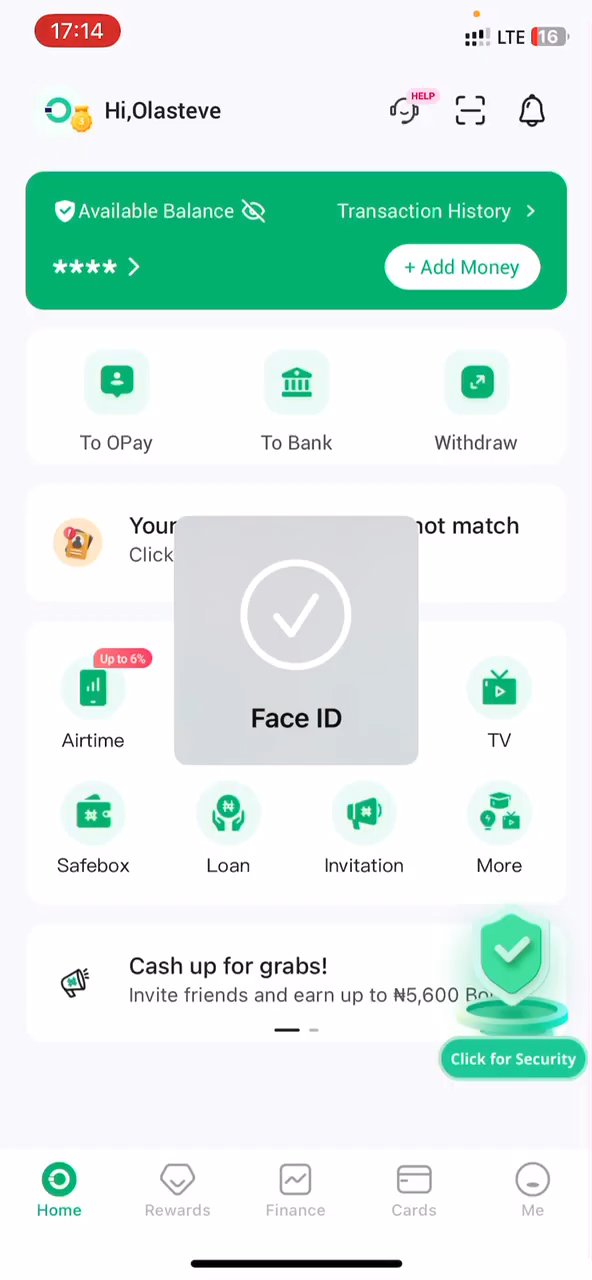 17:14
LTE 16
Hi,Olasteve
HELP
Available Balance
Transaction History >
**** >
+ Add Money
To OPay
To Bank
Withdraw
Your not match
Click
Up to 6%
Airtime
Face ID
TV
Safebox
Loan
Invitation
More
Cash up for grabs!
Invite friends and earn up to ₦5,600
Click for Security
Home
Rewards
Finance
Cards
Me